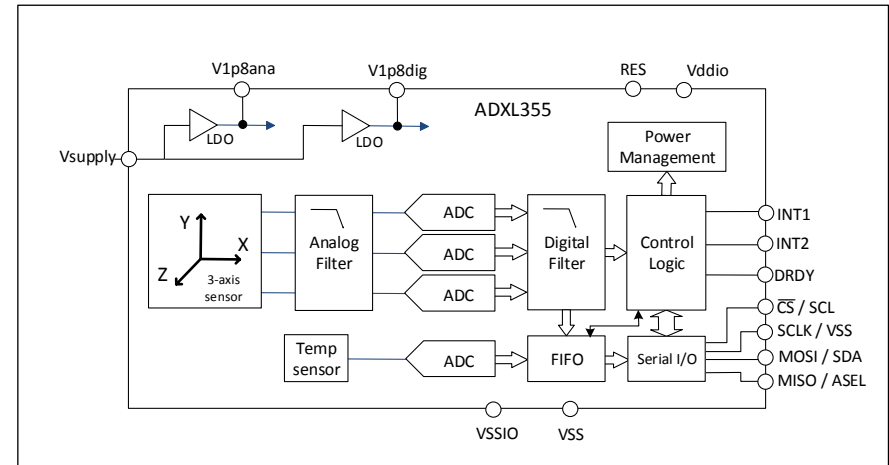 V1p8ana
V1p8dig
RES
Vddio
ADXL355
LDO
LDO
Power
Management
Vsupply
Y
X
Z
3-axis
sensor
Analog
Filter
ADC
ADC
ADC
Digital
Filter
Control
Logic
INT1
INT2
DRDY
C̅S̅ / SCL
SCLK / VSS
MOSI / SDA
MISO / ASEL
Temp
sensor
ADC
FIFO
Serial I/O
VSSIO
VSS